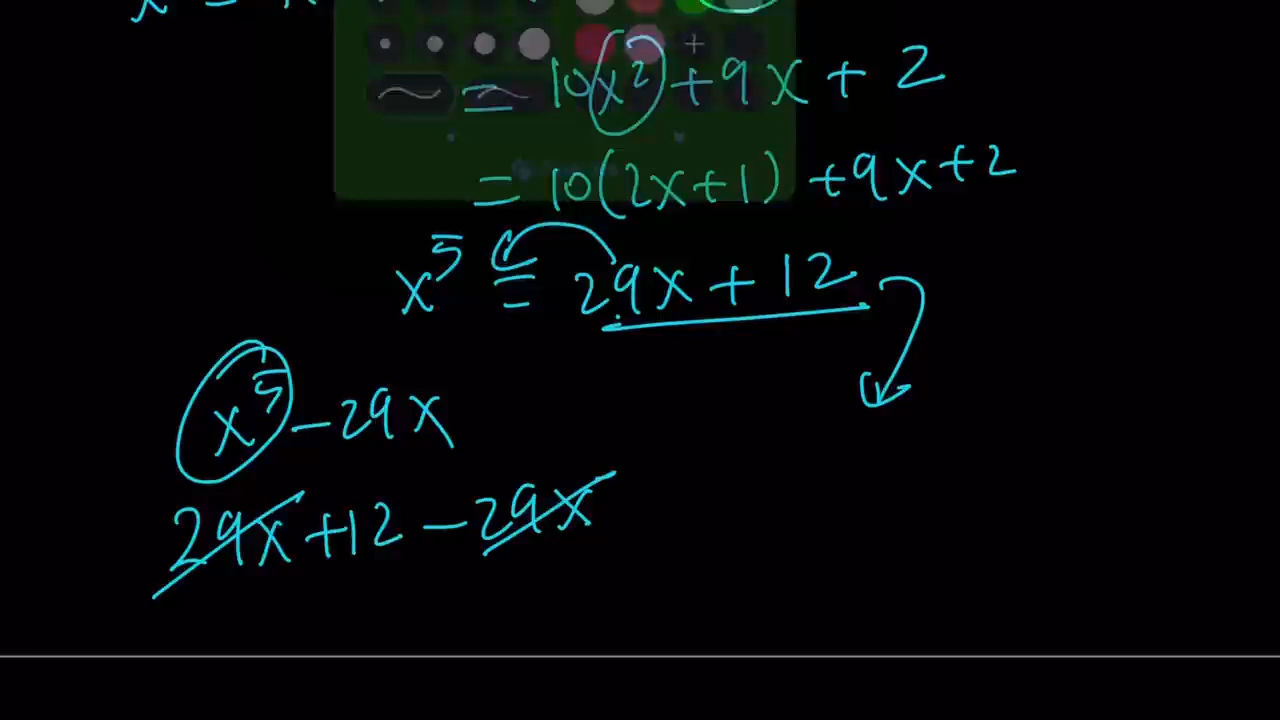 = 10x² + 9x + 2
= 10(2x+1) + 9x+2
x⁵ = 29x + 12
x⁵ - 29x
29x + 12 - 29x